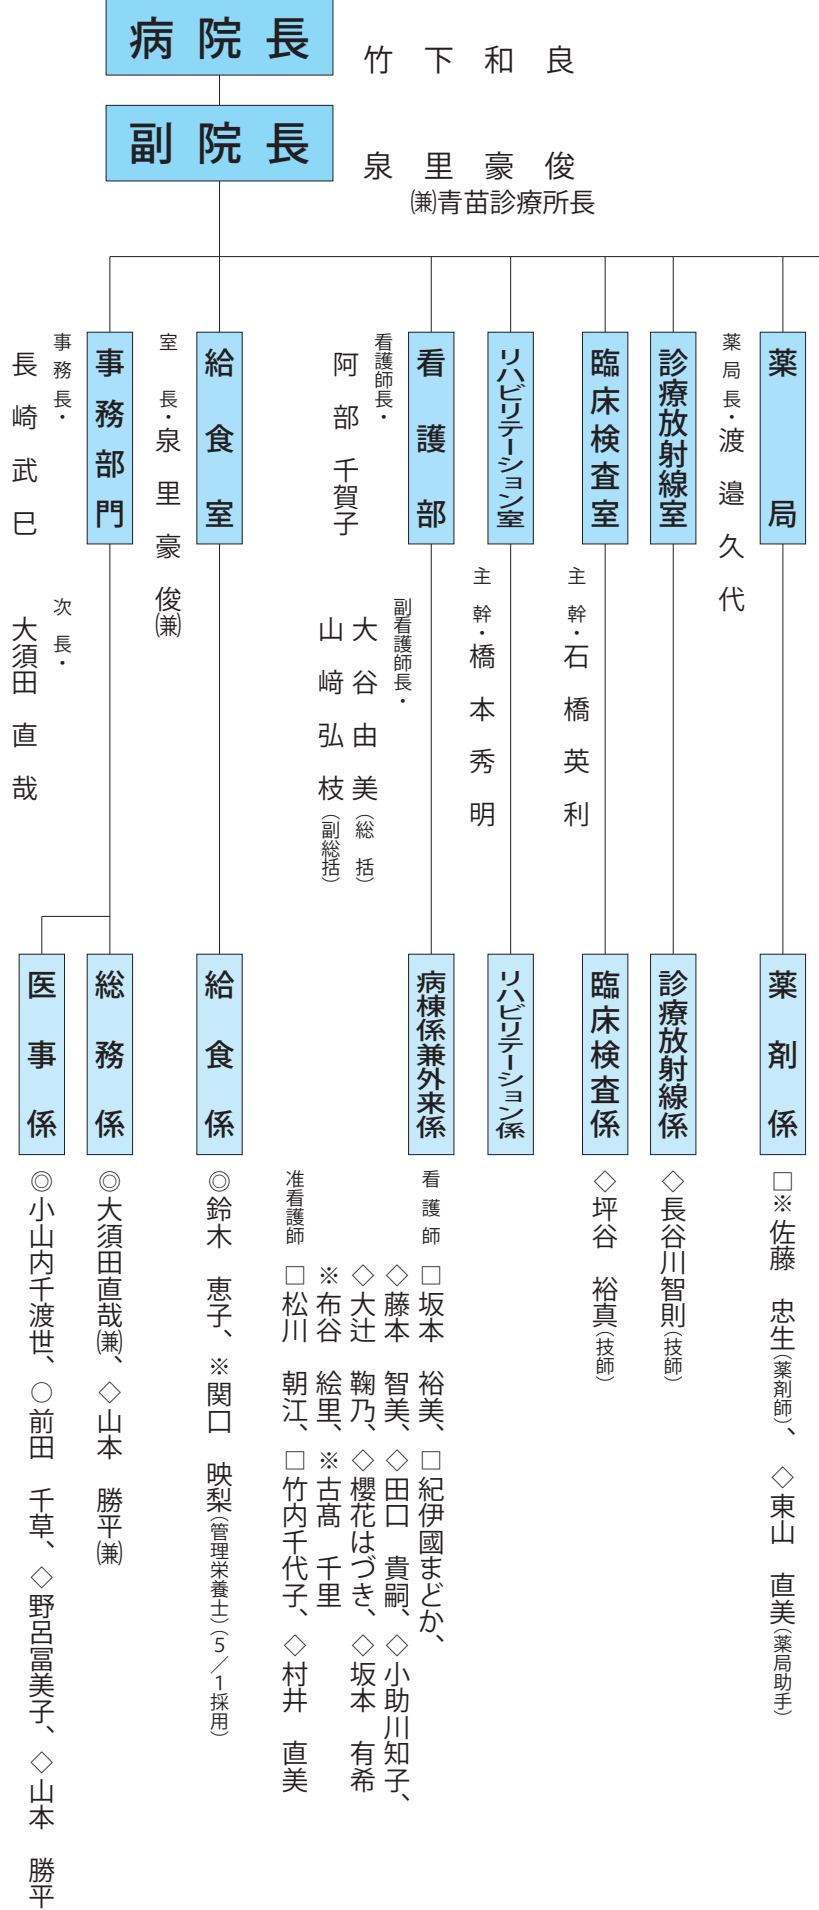 病院長
竹下和良
副院長
泉里豪俊
㈱青苗診療所長
薬局
薬局長・渡邉久代
診療放射線室
臨床検査室
主幹・石橋英利
リハビリテーション室
主幹・橋本秀明
看護部
看護師長・
阿部千賀子
副看護師長・
大谷由美(総括)
山﨑弘枝(副総括)
給食室
室長・泉里豪俊(兼)
事務部門
事務長・
長崎武巳
次長・
大須田直哉
薬剤係
□※佐藤 忠生(薬剤師)、◇東山 直美(薬局助手)
診療放射線係
◇長谷川智則(技師)
臨床検査係
◇坪谷 裕真(技師)
リハビリテーション係
病棟係兼外来係
看護師 □坂本 裕美、□紀伊國まどか、
◇藤本 智美、◇田口 貴嗣、◇小助川知子、
◇大辻 鞠乃、◇櫻花はづき、◇坂本 有希
※布谷 絵里、※古髙 千里
准看護師 □松川 朝江、□竹内千代子、◇村井 直美
給食係
◎鈴木 恵子、※関口 映梨(管理栄養士)(5/1採用)
総務係
◎大須田直哉(兼)、◇山本 勝平(兼)
医事係
◎小山内千渡世、○前田 千草、◇野呂冨美子、◇山本 勝平